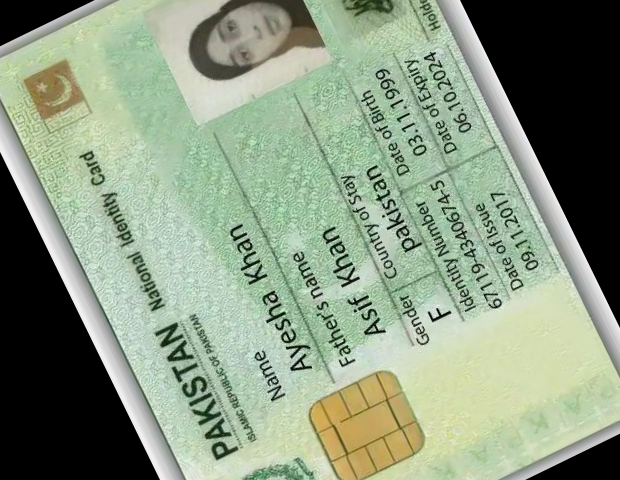 PAKISTAN National Identity Card
ISLAMIC REPUBLIC OF PAKISTAN
Name
Ayesha Khan
Father's name
Asif Khan
Gender Country of stay
F pakistan
Identity Number Date of Birth
67119-4340674-5 03.11.1999
Date of Issue Date of Expiry
09.11.2017 06.10.2024